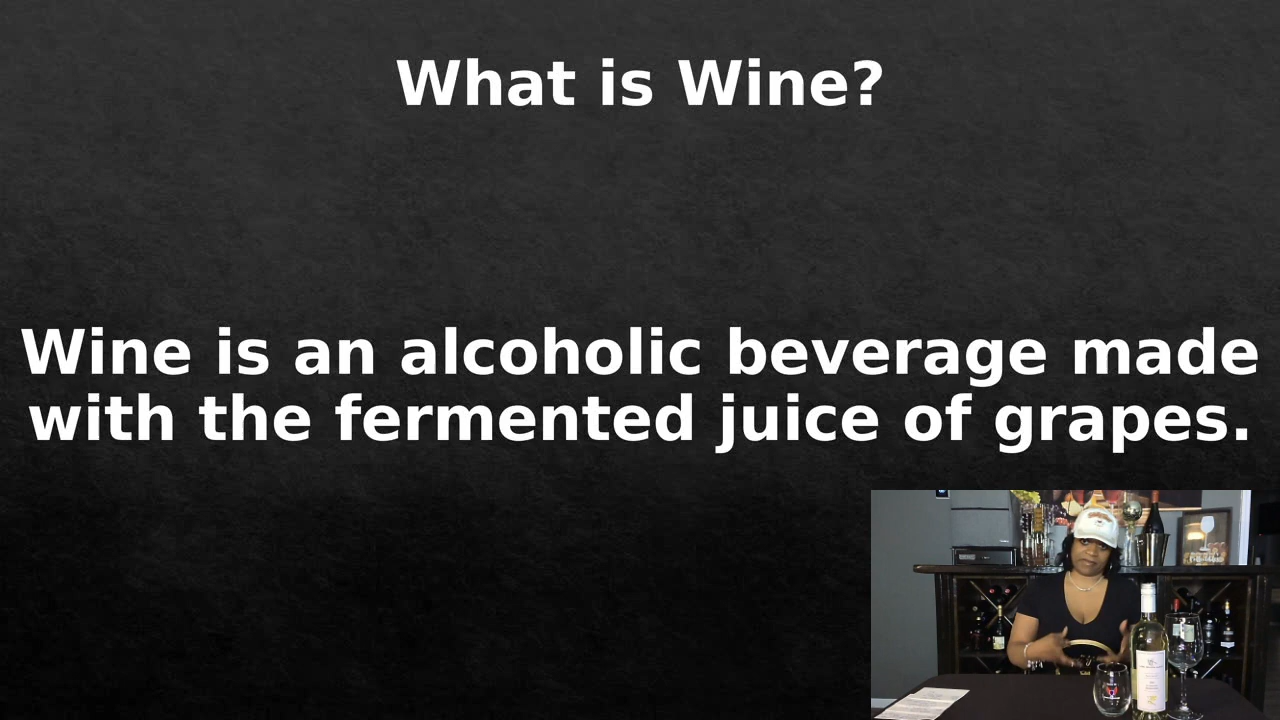 What is Wine?
Wine is an alcoholic beverage made
with the fermented juice of grapes.